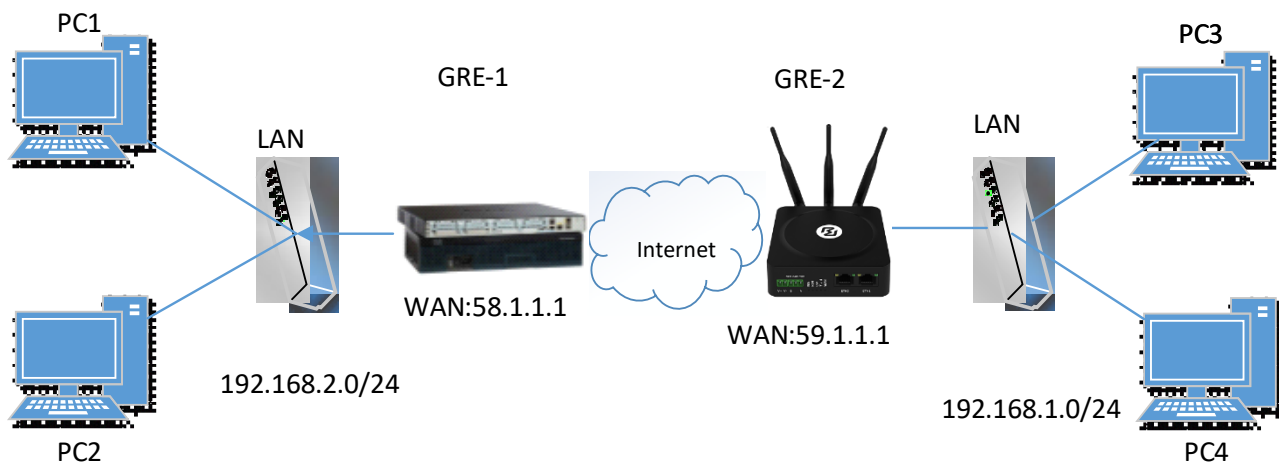 PC1
PC3
GRE-1
GRE-2
LAN
LAN
Internet
WAN:58.1.1.1
WAN:59.1.1.1
192.168.2.0/24
192.168.1.0/24
PC2
PC4